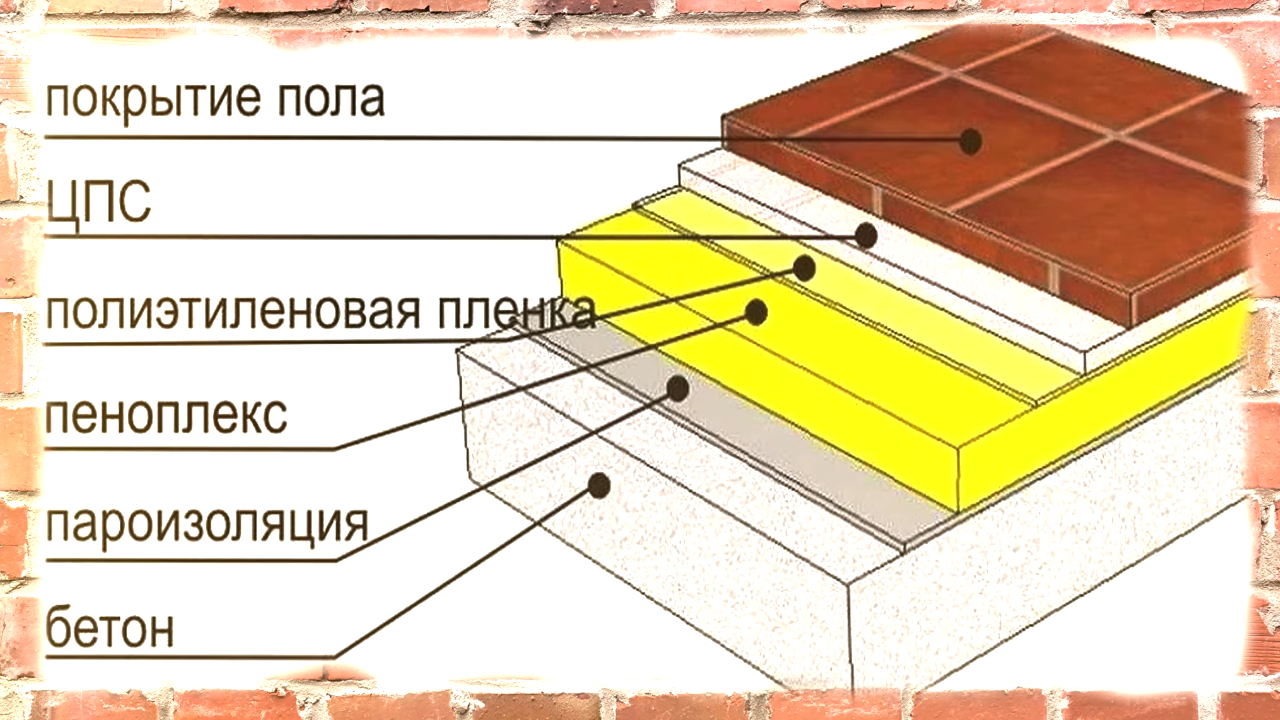 покрытие пола
ЦПС
полиэтиленовая пленка
пеноплекс
пароизоляция
бетон